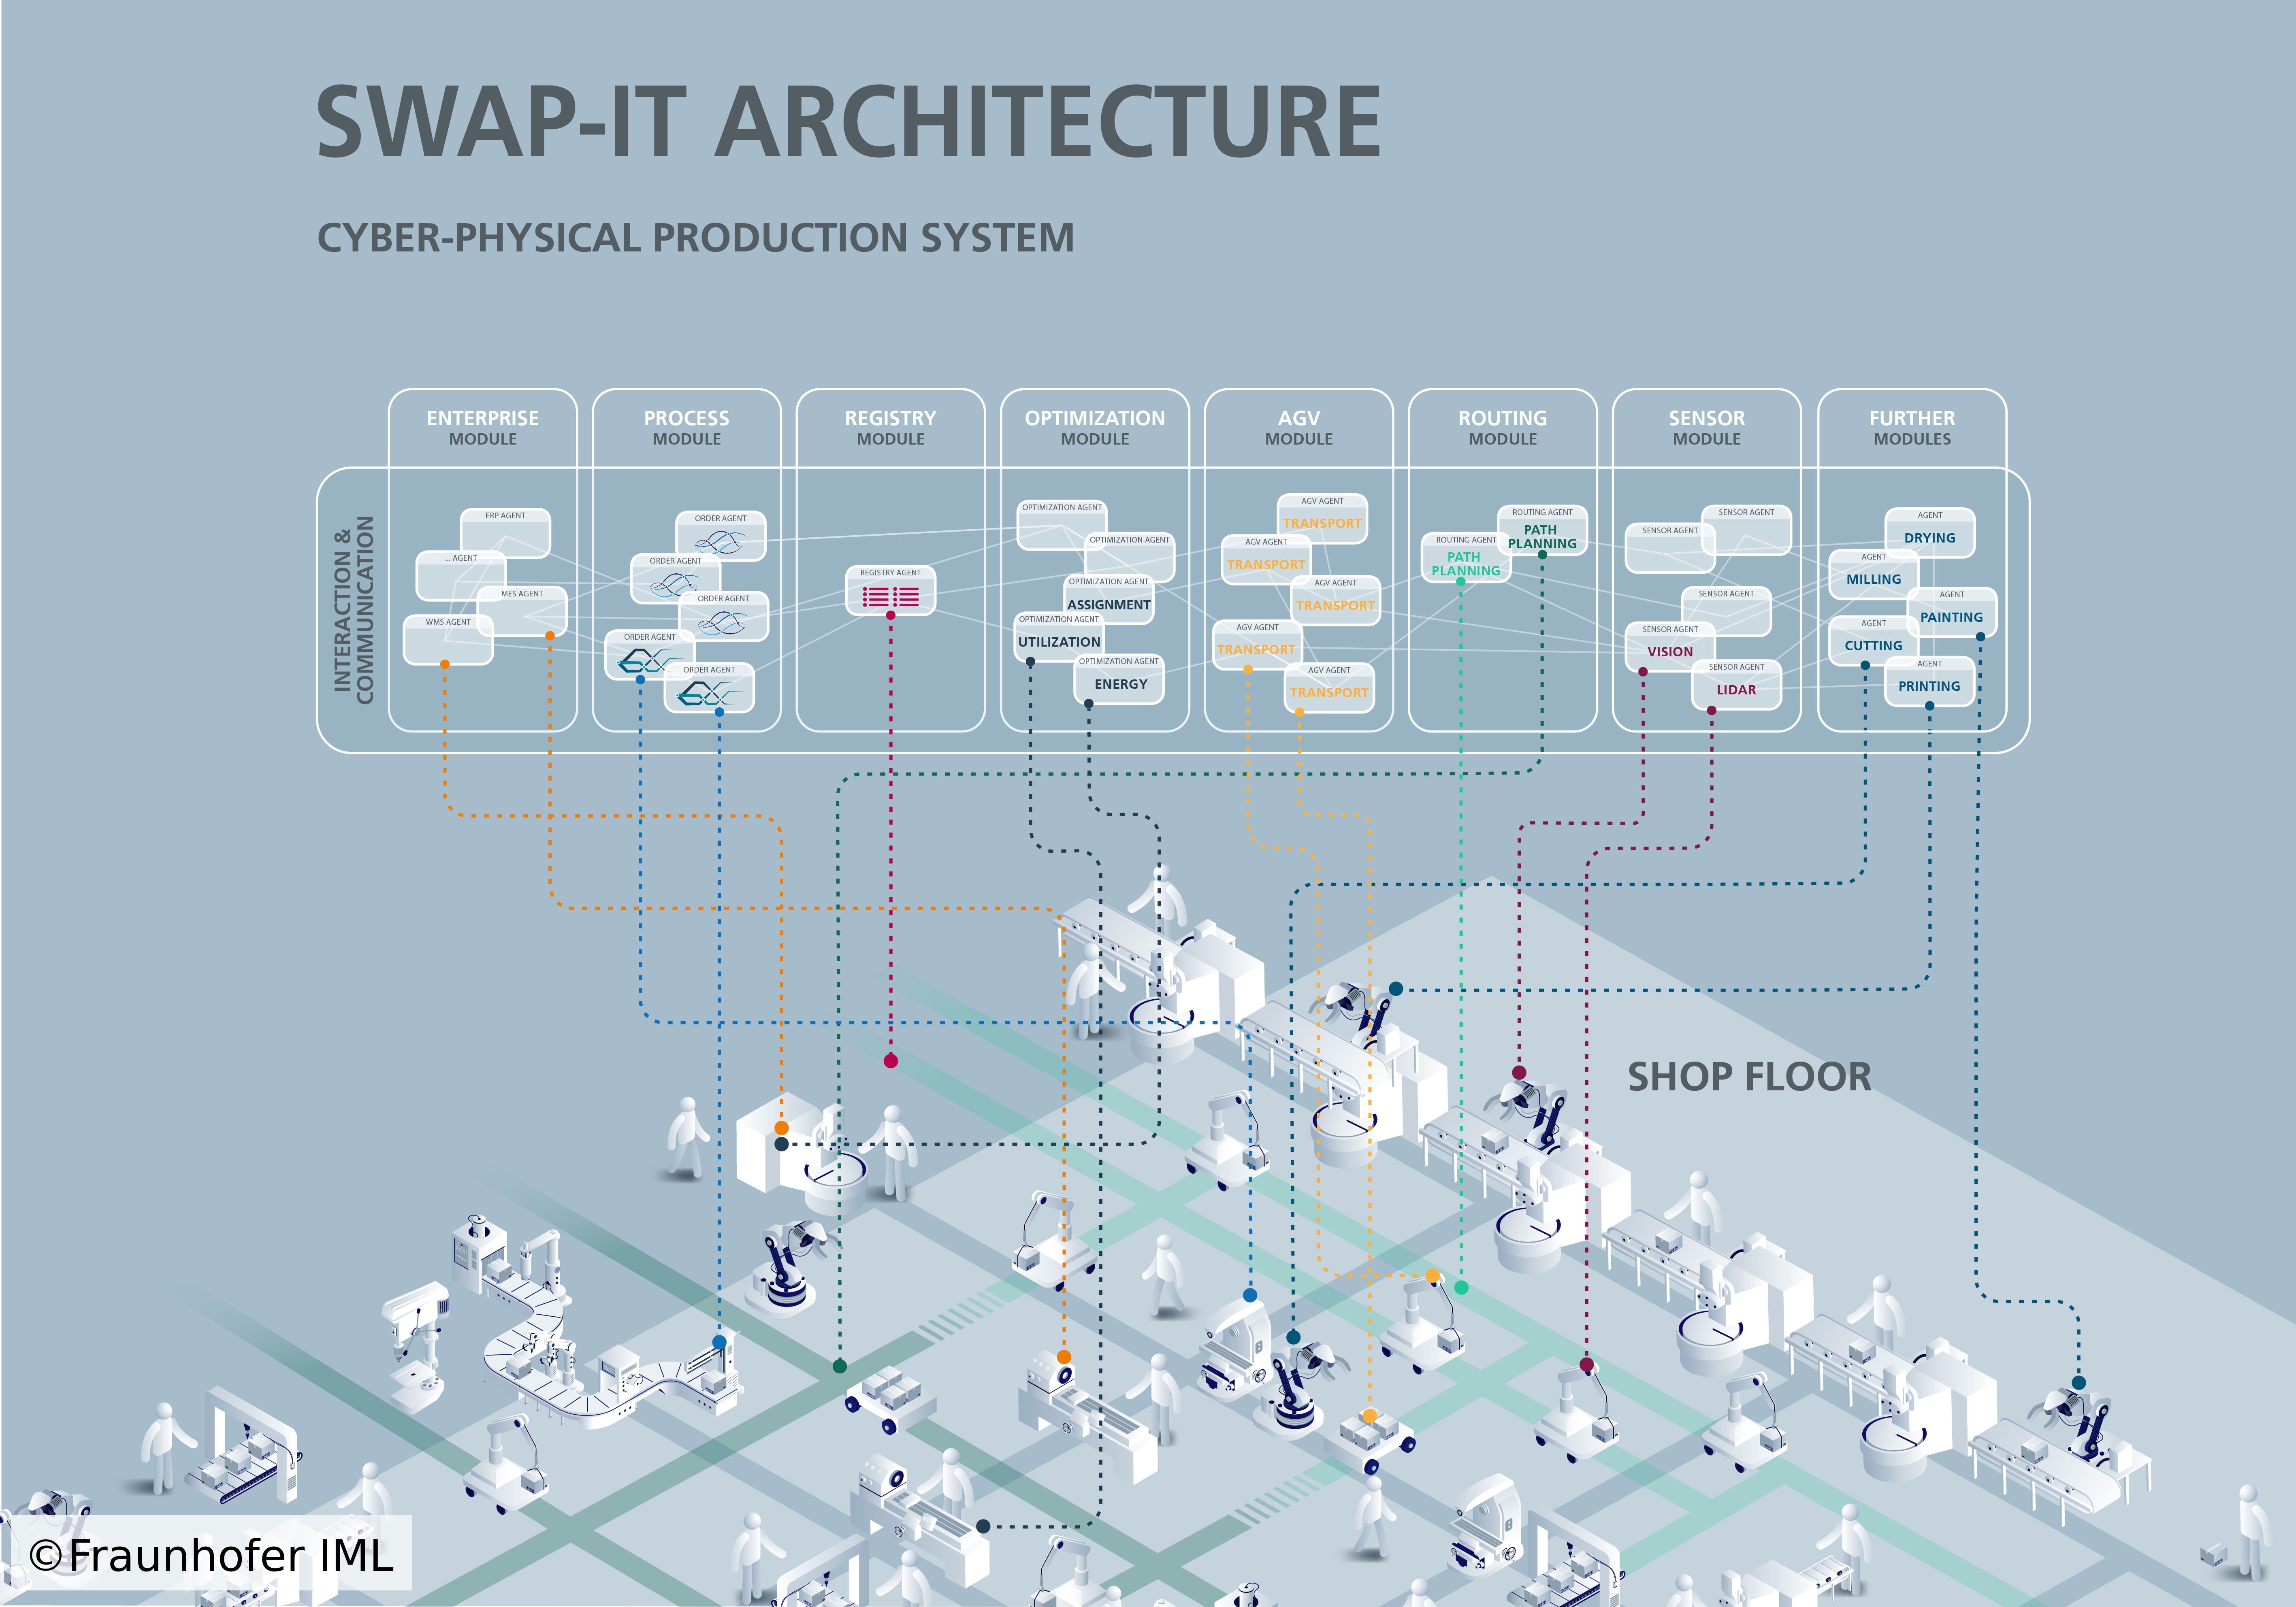 SWAP-IT ARCHITECTURE
CYBER-PHYSICAL PRODUCTION SYSTEM
INTERACTION &
COMMUNICATION
ENTERPRISE
MODULE
ERP AGENT
... AGENT
MES AGENT
WMS AGENT
PROCESS
MODULE
ORDER AGENT
ORDER AGENT
ORDER AGENT
ORDER AGENT
ORDER AGENT
REGISTRY
MODULE
REGISTRY AGENT
OPTIMIZATION
MODULE
OPTIMIZATION AGENT
OPTIMIZATION AGENT
OPTIMIZATION AGENT
ASSIGNMENT
OPTIMIZATION AGENT
UTILIZATION
OPTIMIZATION AGENT
ENERGY
AGV
MODULE
AGV AGENT
TRANSPORT
AGV AGENT
TRANSPORT
AGV AGENT
TRANSPORT
AGV AGENT
TRANSPORT
AGV AGENT
TRANSPORT
ROUTING
MODULE
ROUTING AGENT
PATH
PLANNING
ROUTING AGENT
PATH
PLANNING
SENSOR
MODULE
SENSOR AGENT
SENSOR AGENT
SENSOR AGENT
SENSOR AGENT
VISION
SENSOR AGENT
LIDAR
FURTHER
MODULES
AGENT
DRYING
AGENT
MILLING
AGENT
PAINTING
AGENT
CUTTING
AGENT
PRINTING
SHOP FLOOR
©Fraunhofer IML